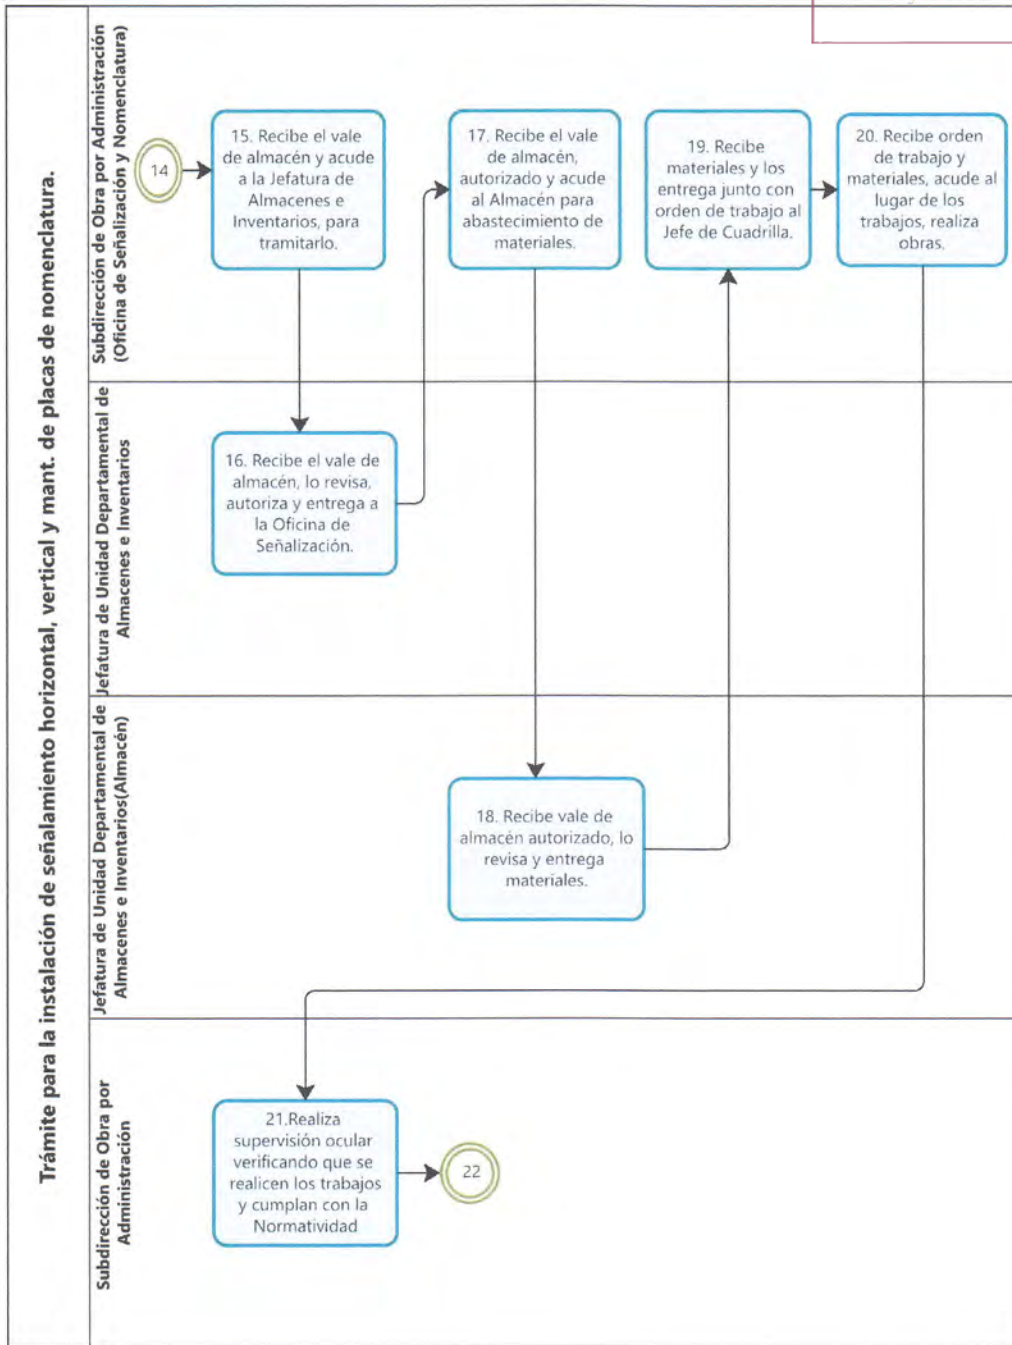 Trámite para la instalación de señalamiento horizontal, vertical y mant. de placas de nomenclatura.
Subdirección de Obra por Administración
(Oficina de Señalización y Nomenclatura)
14
15. Recibe el vale
de almacén y acude
a la Jefatura de
Almacenes e
Inventarios, para
tramitarlo.
17. Recibe el vale
de almacén,
autorizado y acude
al Almacén para
abastecimiento de
materiales.
19. Recibe
materiales y los
entrega junto con
orden de trabajo al
Jefe de Cuadrilla.
20. Recibe orden
de trabajo y
materiales, acude al
lugar de los
trabajos, realiza
obras.
Jefatura de Unidad Departamental de
Almacenes e Inventarios
16. Recibe el vale de
almacén, lo revisa,
autoriza y entrega a
la Oficina de
Señalización.
Jefatura de Unidad Departamental de
Almacenes e Inventarios(Almacén)
18. Recibe vale de
almacén autorizado, lo
revisa y entrega
materiales.
Subdirección de Obra por
Administración
21.Realiza
supervisión ocular
verificando que se
realicen los trabajos
y cumplan con la
Normatividad
22